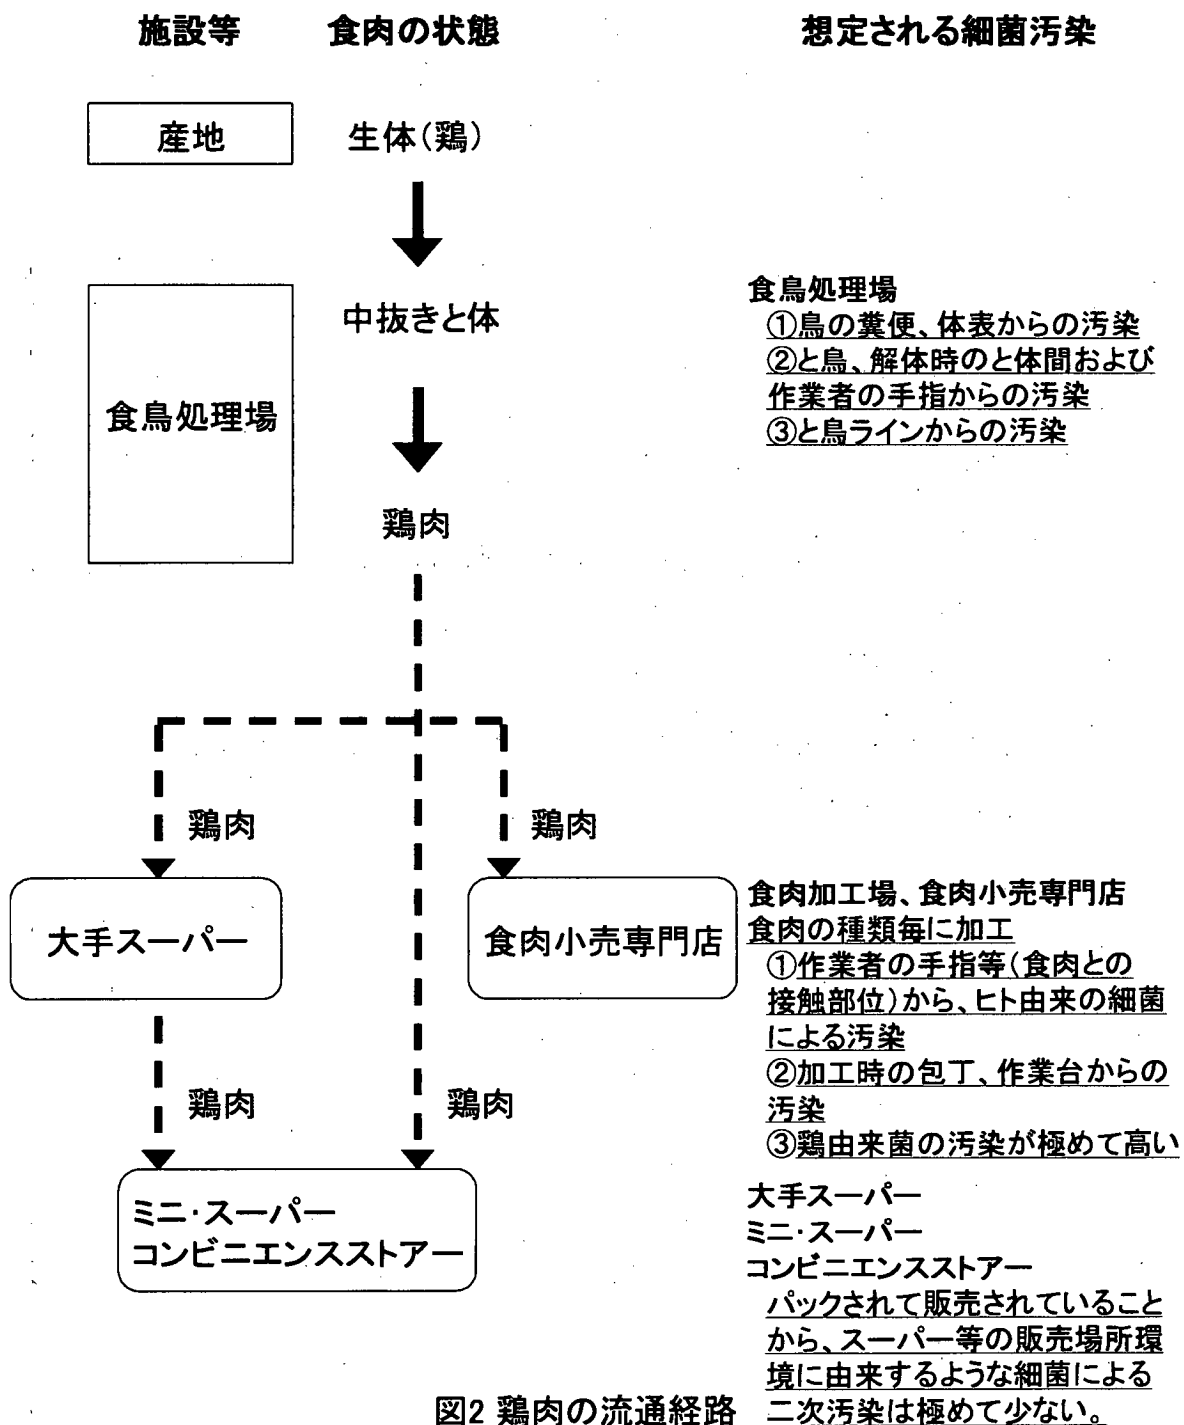 施設等 食肉の状態 想定される細菌汚染
産地 生体(鶏)
中抜きと体
食鳥処理場
鶏肉
食鳥処理場
①鳥の糞便、体表からの汚染
②と鳥、解体時のと体間および
作業者の手指からの汚染
③と鳥ラインからの汚染
鶏肉 鶏肉
大手スーパー 食肉小売専門店
鶏肉 鶏肉
ミニ・スーパー
コンビニエンスストアー
食肉加工場、食肉小売専門店
食肉の種類毎に加工
①作業者の手指等(食肉との
接触部位)から、ヒト由来の細菌
による汚染
②加工時の包丁、作業台からの
汚染
③鶏由来菌の汚染が極めて高い
大手スーパー
ミニ・スーパー
コンビニエンスストアー
パックされて販売されていること
から、スーパー等の販売場所環
境に由来するような細菌による
二次汚染は極めて少ない。
図2 鶏肉の流通経路